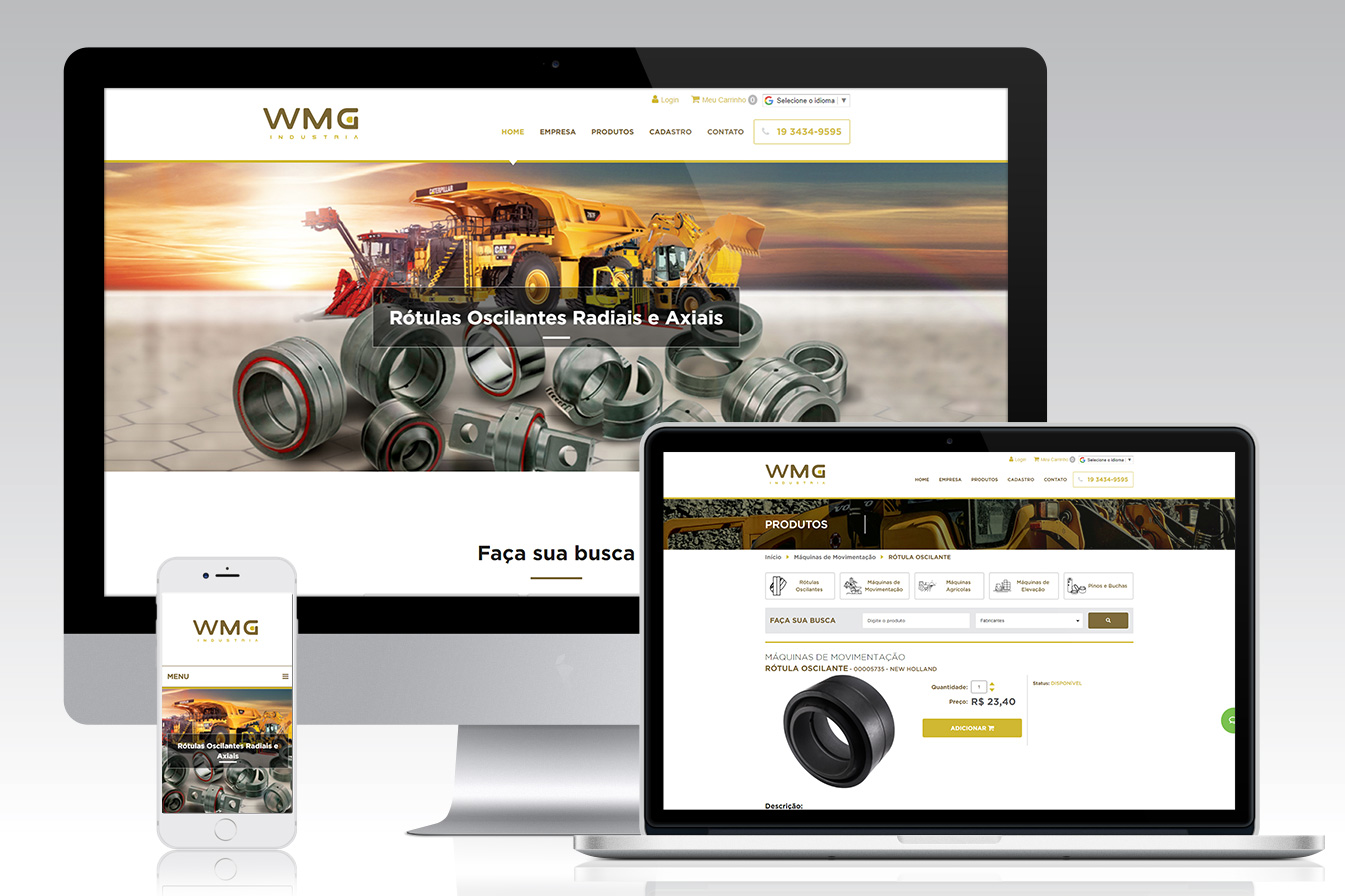 WMG
INDUSTRIA
Login
Meu Carrinho 0
Selecione o idioma ▼
HOME
EMPRESA
PRODUTOS
CADASTRO
CONTATO
19 3434-9595
CATERPILLAR
797F
CAT
Rótulas Oscilantes Radiais e Axiais
Faça sua busca
WMG
INDUSTRIA
MENU
Rótulas Oscilantes Radiais e
Axiais
WMG
INDUSTRIA
Login
Meu Carrinho 0
Selecione o idioma ▼
HOME
EMPRESA
PRODUTOS
CADASTRO
CONTATO
19 3434-9595
PRODUTOS
Início
Máquinas de Movimentação
RÓTULA OSCILANTE
Rótulas
Oscilantes
Máquinas de
Movimentação
Máquinas
Agrícolas
Máquinas de
Elevação
Pinos e Buchas
FAÇA SUA BUSCA
Digite o produto
Fabricantes
MÁQUINAS DE MOVIMENTAÇÃO
RÓTULA OSCILANTE - 00005735 - NEW HOLLAND
Quantidade: 1
Preço: R$ 23,40
ADICIONAR
Status: DISPONÍVEL
Descrição: